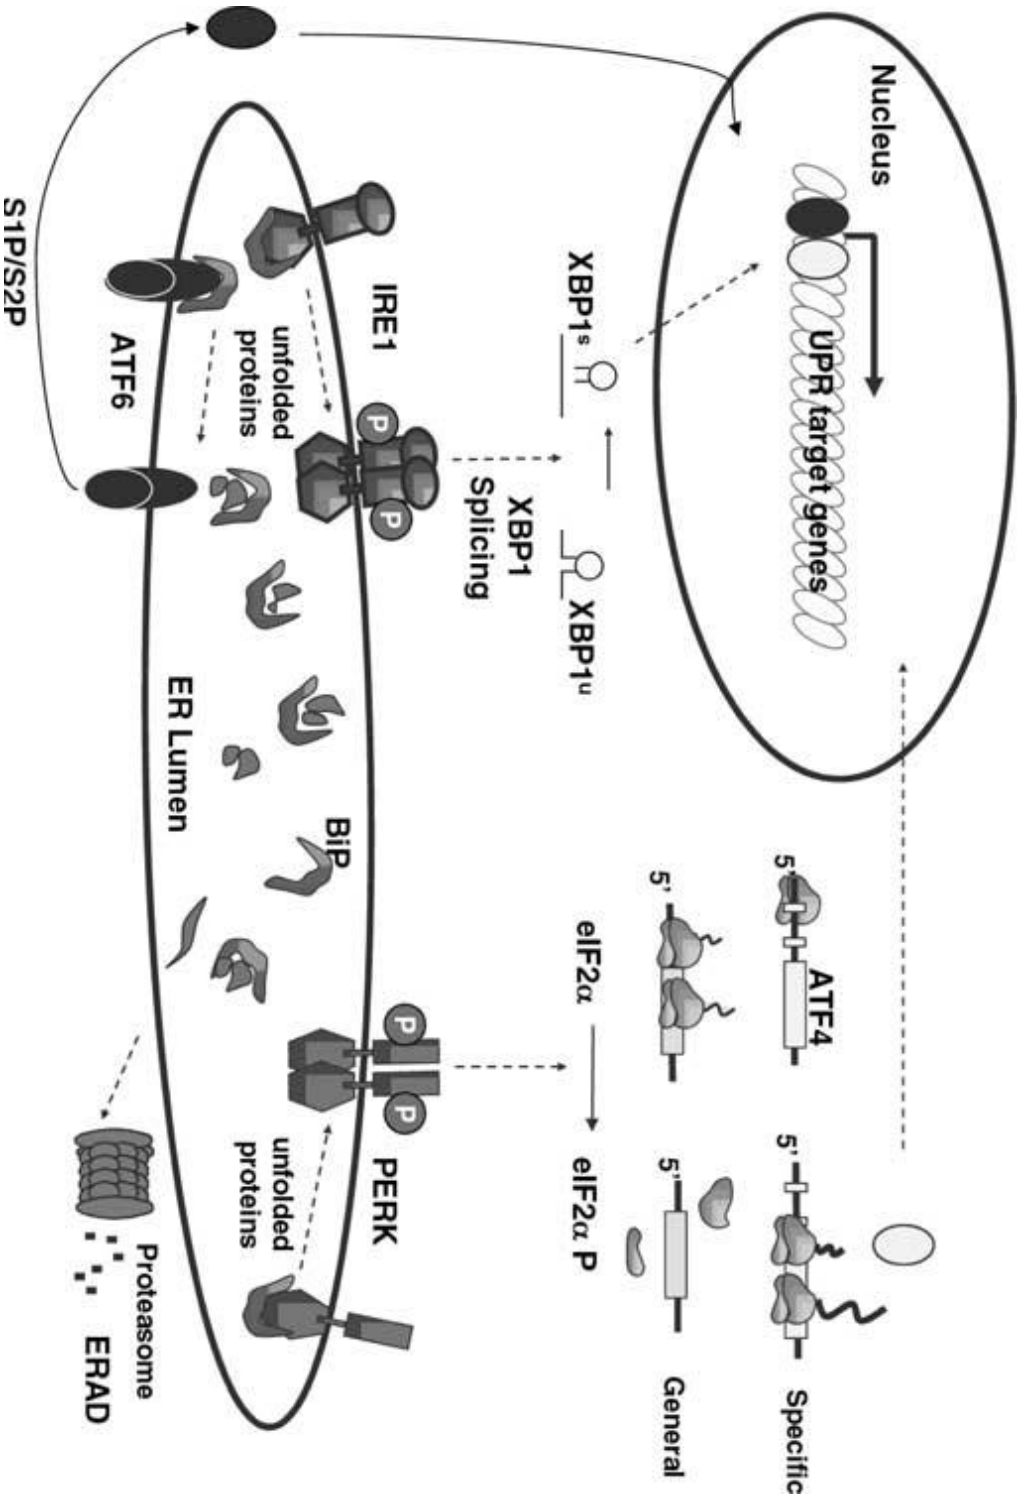 Nucleus
UPR target genes
5'
ATF4
5'
Specific
5'
5'
General
XBP1s
XBP1u
eIF2α
eIF2α P
XBP1
Splicing
IRE1
P
P
P
P
PERK
BiP
unfolded
proteins
unfolded
proteins
ER Lumen
ATF6
Proteasome
ERAD
S1P/S2P